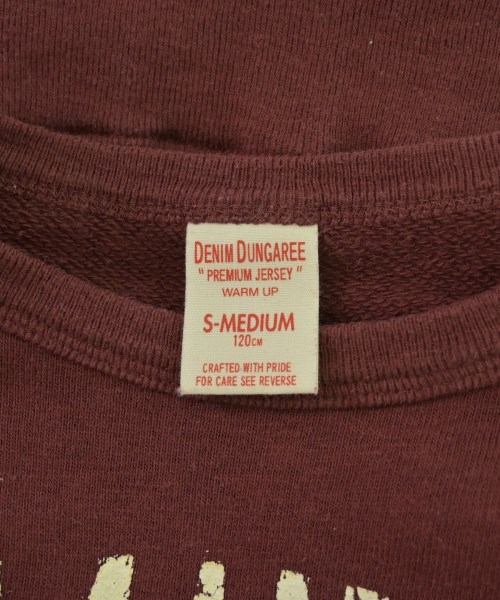 DENIM DUNGAREE
"PREMIUM JERSEY"
WARM UP
S-MEDIUM
120CM
CRAFTED WITH PRIDE
FOR CARE SEE REVERSE